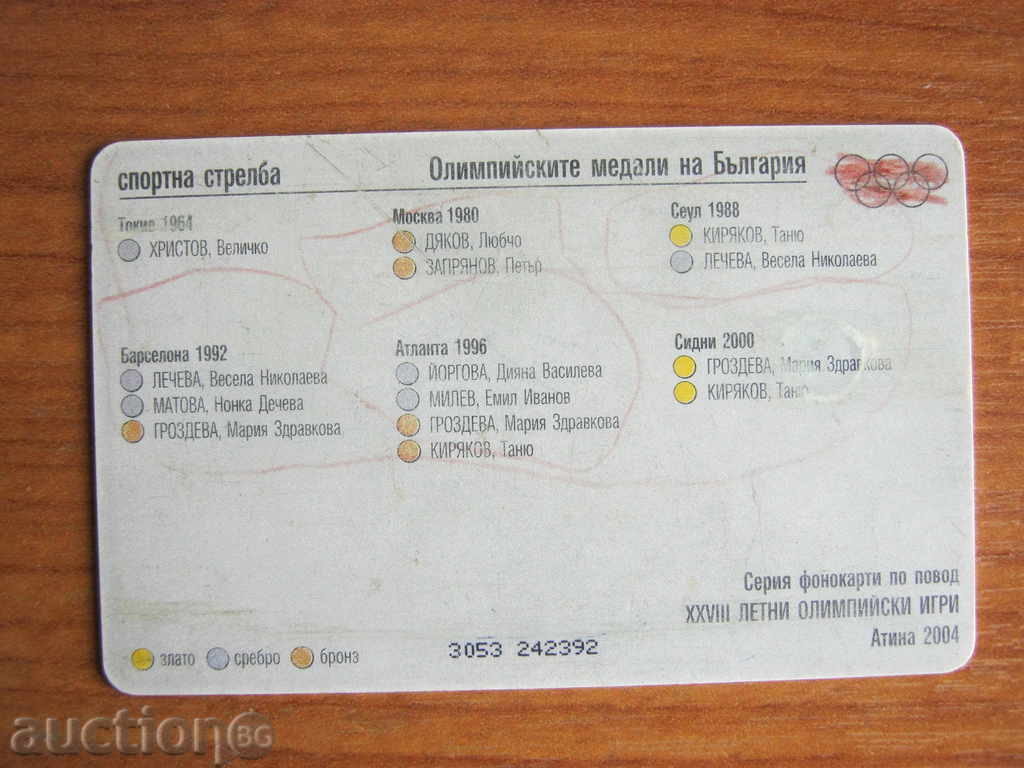 спортна стрелба
Олимпийските медали на България
Токио 1964
ХРИСТОВ, Величко
Москва 1980
ДЯКОВ, Любчо
ЗАПРЯНОВ, Петър
Сеул 1988
КИРЯКОВ, Таню
ЛЕЧЕВА, Весела Николаева
Барселона 1992
ЛЕЧЕВА, Весела Николаева
МАТОВА, Нонка Дечева
ГРОЗДЕВА, Мария Здравкова
Атланта 1996
ЙОРГОВА, Дияна Василева
МИЛЕВ, Емил Иванов
ГРОЗДЕВА, Мария Здравкова
КИРЯКОВ, Таню
Сидни 2000
ГРОЗДЕВА, Мария Здравкова
КИРЯКОВ, Таню
Серия фонокарти по повод
XXVIII ЛЕТНИ ОЛИМПИЙСКИ ИГРИ
Атина 2004
злато сребро бронз
3053 242392
auctionBG